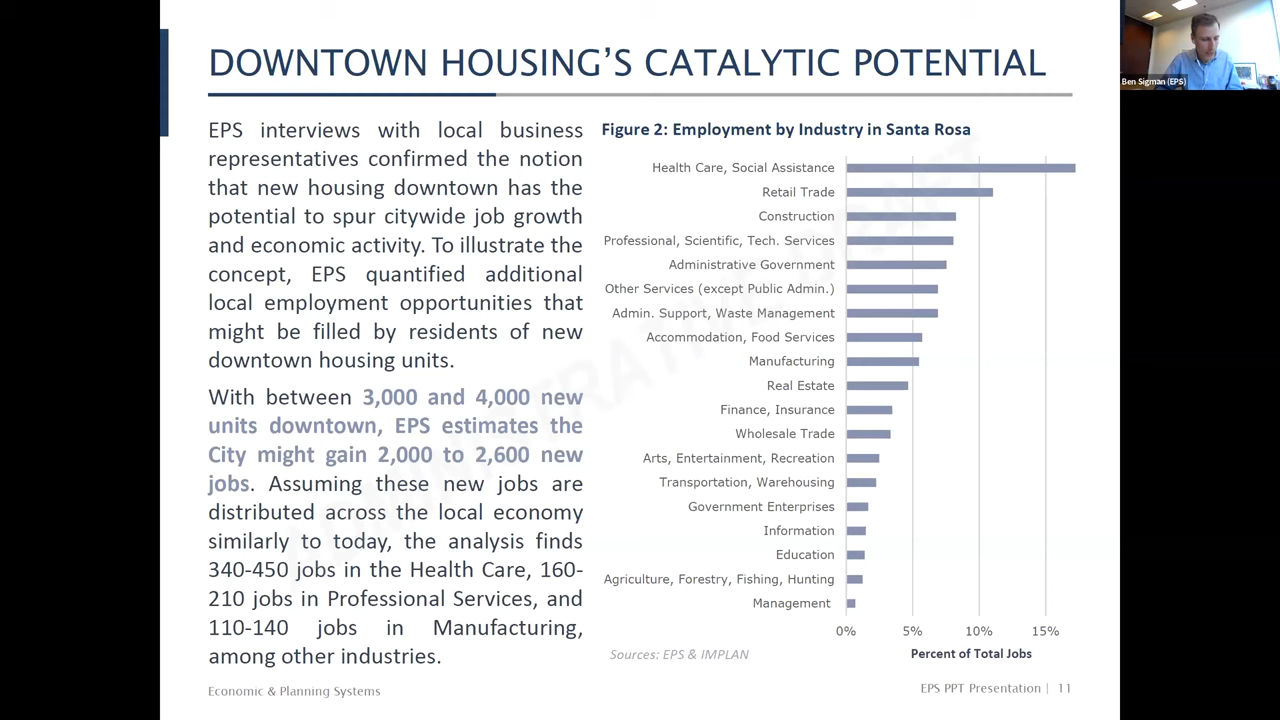 DOWNTOWN HOUSING'S CATALYTIC POTENTIAL
EPS interviews with local business
representatives confirmed the notion
that new housing downtown has the
potential to spur citywide job growth
and economic activity. To illustrate the
concept, EPS quantified additional
local employment opportunities that
might be filled by residents of new
downtown housing units.
With between 3,000 and 4,000 new
units downtown, EPS estimates the
City might gain 2,000 to 2,600 new
jobs. Assuming these new jobs are
distributed across the local economy
similarly to today, the analysis finds
340-450 jobs in the Health Care, 160-
210 jobs in Professional Services, and
110-140 jobs in Manufacturing,
among other industries.
Figure 2: Employment by Industry in Santa Rosa
Health Care, Social Assistance
Retail Trade
Construction
Professional, Scientific, Tech. Services
Administrative Government
Other Services (except Public Admin.)
Admin. Support, Waste Management
Accommodation, Food Services
Manufacturing
Real Estate
Finance, Insurance
Wholesale Trade
Arts, Entertainment, Recreation
Transportation, Warehousing
Government Enterprises
Information
Education
Agriculture, Forestry, Fishing, Hunting
Management
0% 5% 10% 15%
Percent of Total Jobs
Sources: EPS & IMPLAN
ADMINISTRATIVE DRAFT
Economic & Planning Systems
EPS PPT Presentation | 11
Ben Sigman (EPS)